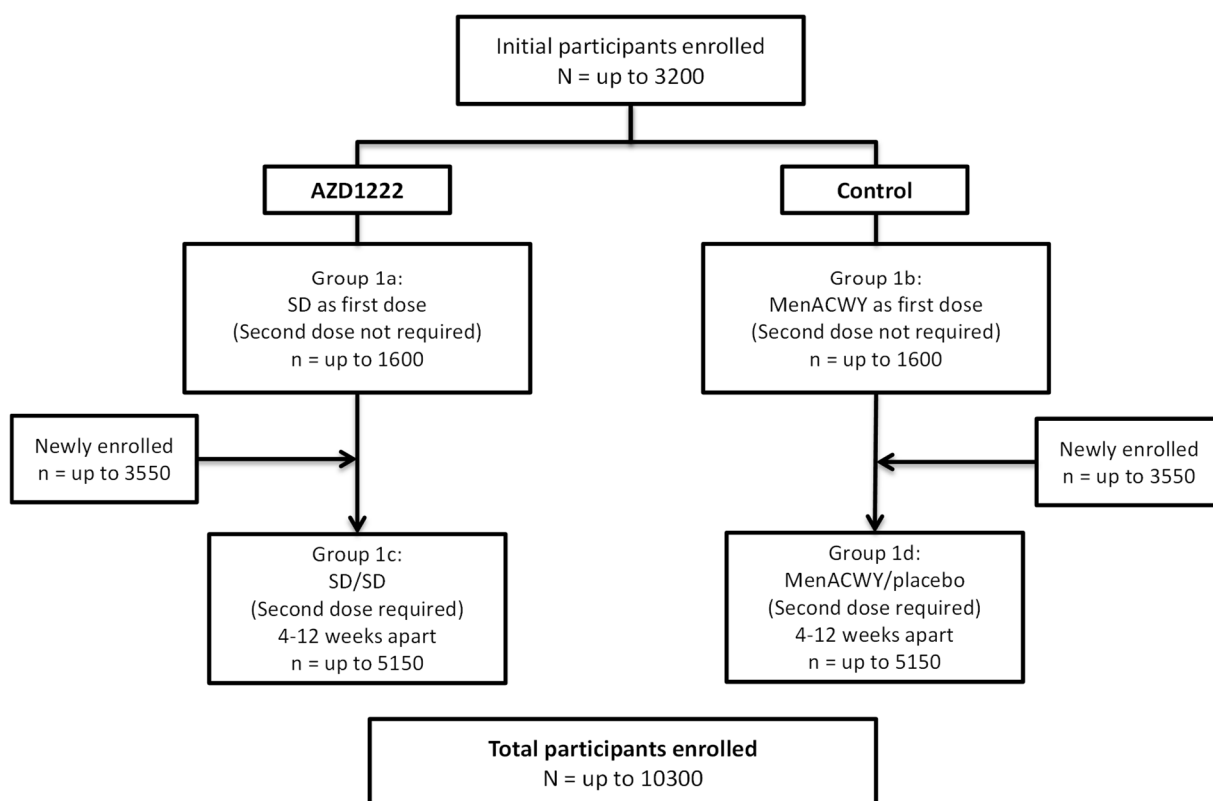 Initial participants enrolled
N = up to 3200
AZD1222
Control
Group 1a:
SD as first dose
(Second dose not required)
n = up to 1600
Group 1b:
MenACWY as first dose
(Second dose not required)
n = up to 1600
Newly enrolled
n = up to 3550
Newly enrolled
n = up to 3550
Group 1c:
SD/SD
(Second dose required)
4-12 weeks apart
n = up to 5150
Group 1d:
MenACWY/placebo
(Second dose required)
4-12 weeks apart
n = up to 5150
Total participants enrolled
N = up to 10300